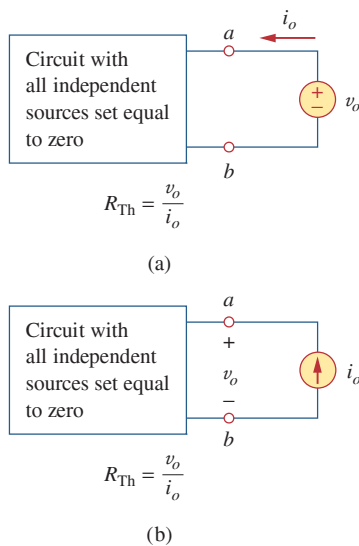 i_o
a
Circuit with
all independent
sources set equal
to zero
+
−
v_o
b
R_Th = v_o / i_o
(a)
a
Circuit with
all independent
sources set equal
to zero
+
v_o
−
i_o
b
R_Th = v_o / i_o
(b)